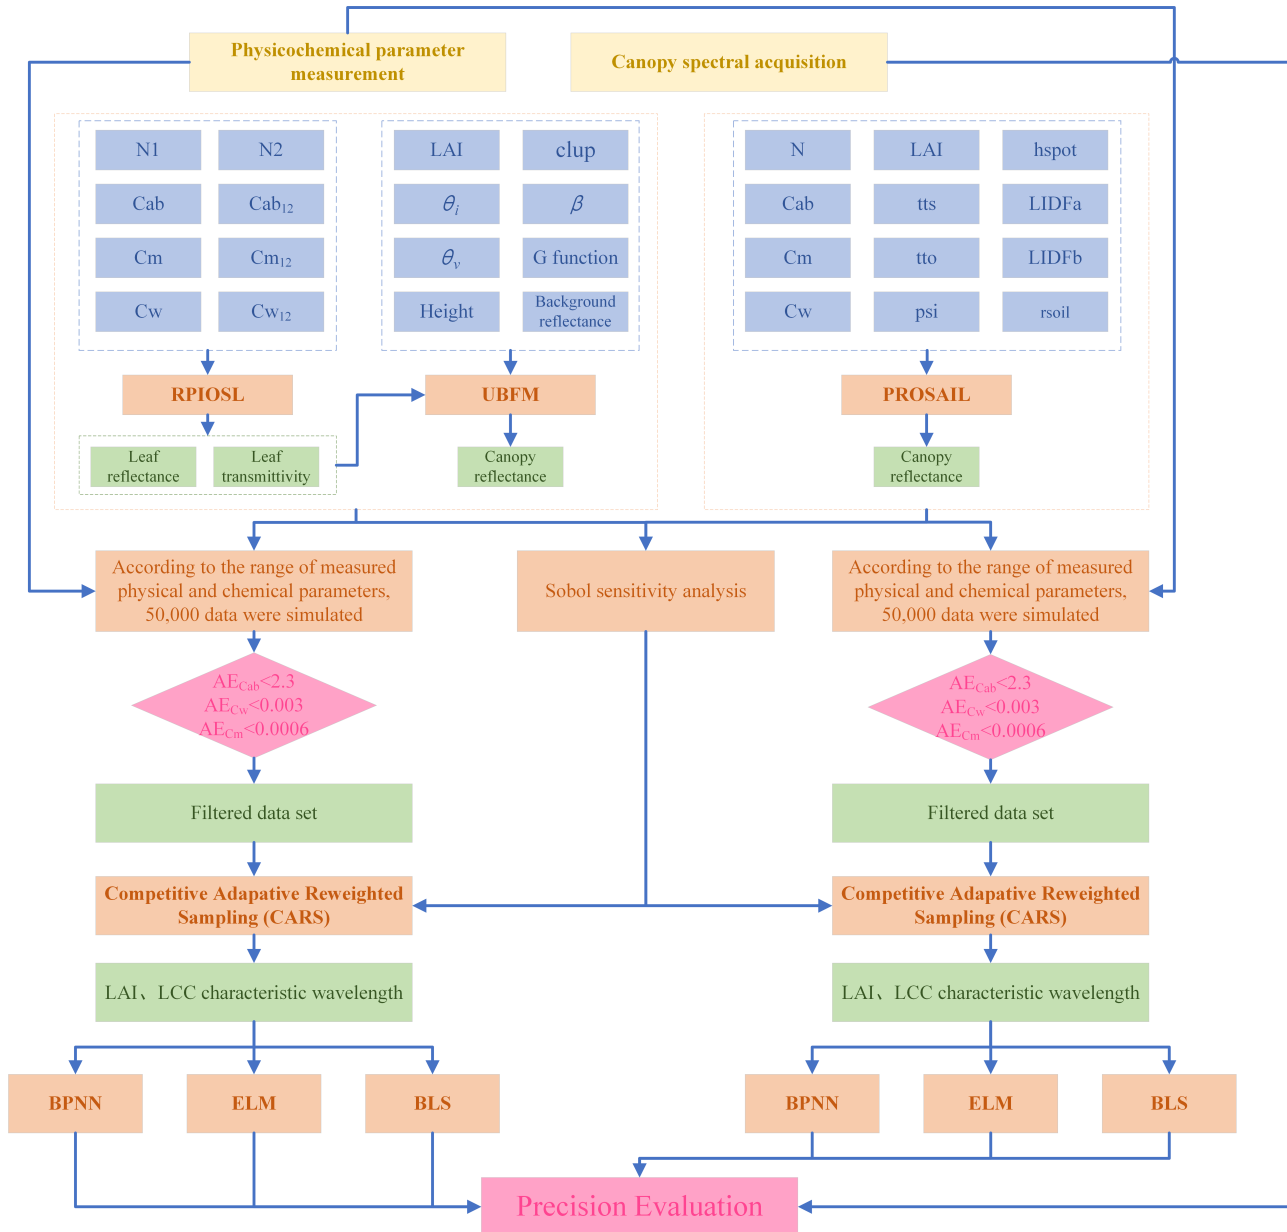 Physicochemical parameter
measurement
Canopy spectral acquisition
N1
N2
Cab
Cab₁₂
Cm
Cm₁₂
Cw
Cw₁₂
LAI
clup
θᵢ
β
θᵥ
G function
Height
Background
reflectance
N
LAI
hspot
Cab
tts
LIDFa
Cm
tto
LIDFb
Cw
psi
rsoil
RPIOSL
UBFM
PROSAIL
Leaf
reflectance
Leaf
transmittivity
Canopy
reflectance
Canopy
reflectance
According to the range of measured
physical and chemical parameters,
50,000 data were simulated
Sobol sensitivity analysis
According to the range of measured
physical and chemical parameters,
50,000 data were simulated
AE_Cab<2.3
AE_Cw<0.003
AE_Cm<0.0006
AE_Cab<2.3
AE_Cw<0.003
AE_Cm<0.0006
Filtered data set
Filtered data set
Competitive Adapative Reweighted
Sampling (CARS)
Competitive Adapative Reweighted
Sampling (CARS)
LAI、LCC characteristic wavelength
LAI、LCC characteristic wavelength
BPNN
ELM
BLS
BPNN
ELM
BLS
Precision Evaluation